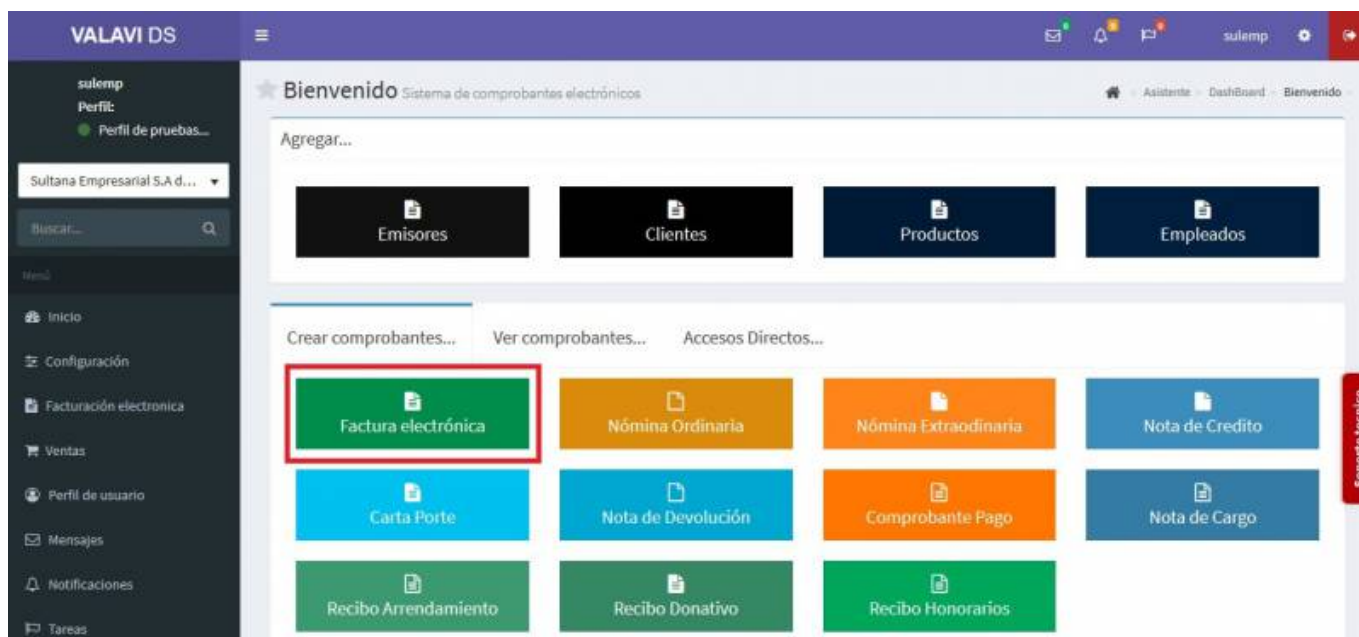 VALAVI DS
sulemp
sulemp
Perfil:
Perfil de pruebas...
Sultana Empresarial S.A d...
Buscar...
Menú
Inicio
Configuración
Facturación electronica
Ventas
Perfil de usuario
Mensajes
Notificaciones
Tareas
Bienvenido Sistema de comprobantes electrónicos
Asistente - DashBoard - Bienvenido
Agregar...
Emisores
Clientes
Productos
Empleados
Crear comprobantes...
Ver comprobantes...
Accesos Directos...
Factura electrónica
Nómina Ordinaria
Nómina Extraodinaria
Nota de Credito
Carta Porte
Nota de Devolución
Comprobante Pago
Nota de Cargo
Recibo Arrendamiento
Recibo Donativo
Recibo Honorarios